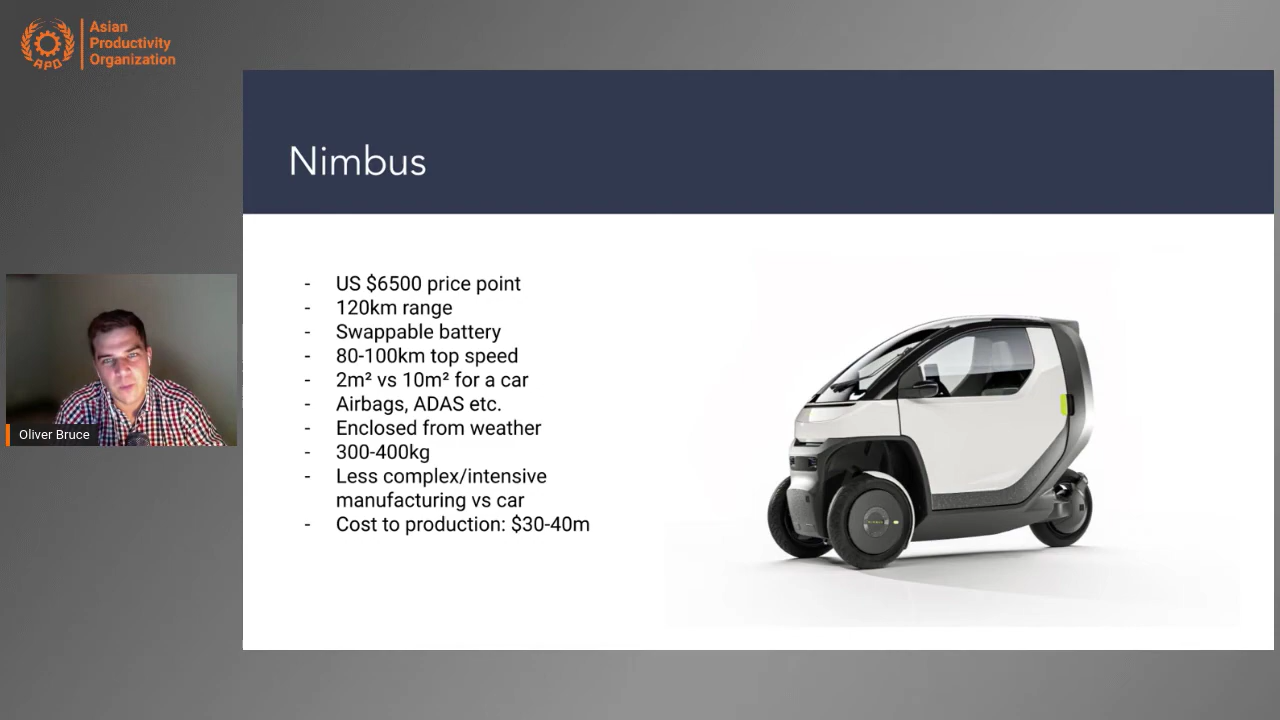 Asian
Productivity
Organization
APO
Nimbus
- US $6500 price point
- 120km range
- Swappable battery
- 80-100km top speed
- 2m² vs 10m² for a car
- Airbags, ADAS etc.
- Enclosed from weather
- 300-400kg
- Less complex/intensive
manufacturing vs car
- Cost to production: $30-40m
Oliver Bruce